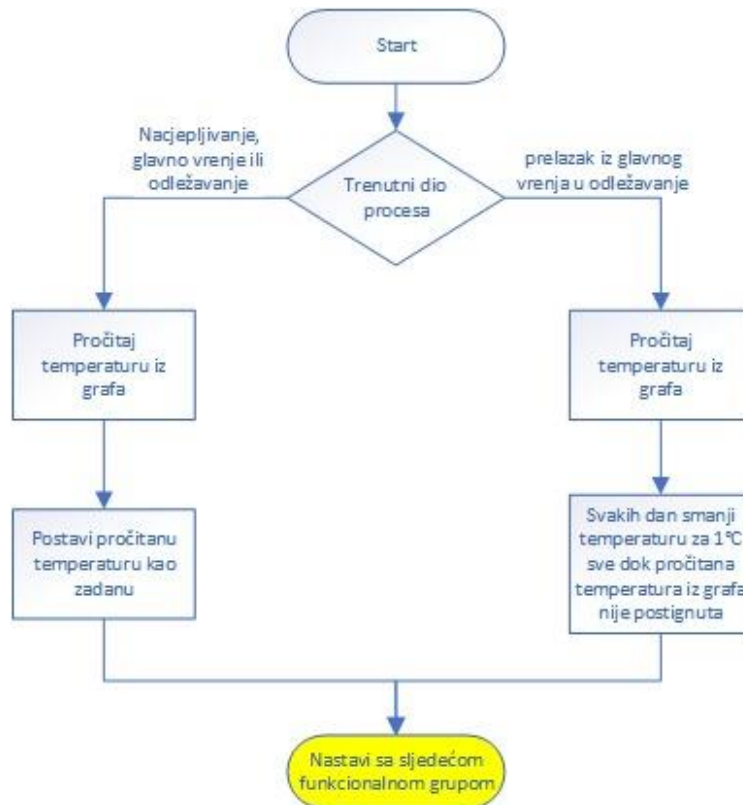 Start
Nacjepljivanje,
glavno vrenje ili
odležavanje
Trenutni dio
procesa
prelazak iz glavnog
vrenja u odležavanje
Pročitaj
temperaturu iz
grafa
Pročitaj
temperaturu iz
grafa
Postavi pročitanu
temperaturu kao
zadanu
Svakih dan smanji
temperaturu za 1°C
sve dok pročitana
temperatura iz grafa
nije postignuta
Nastavi sa sljedećom
funkcionalnom grupom